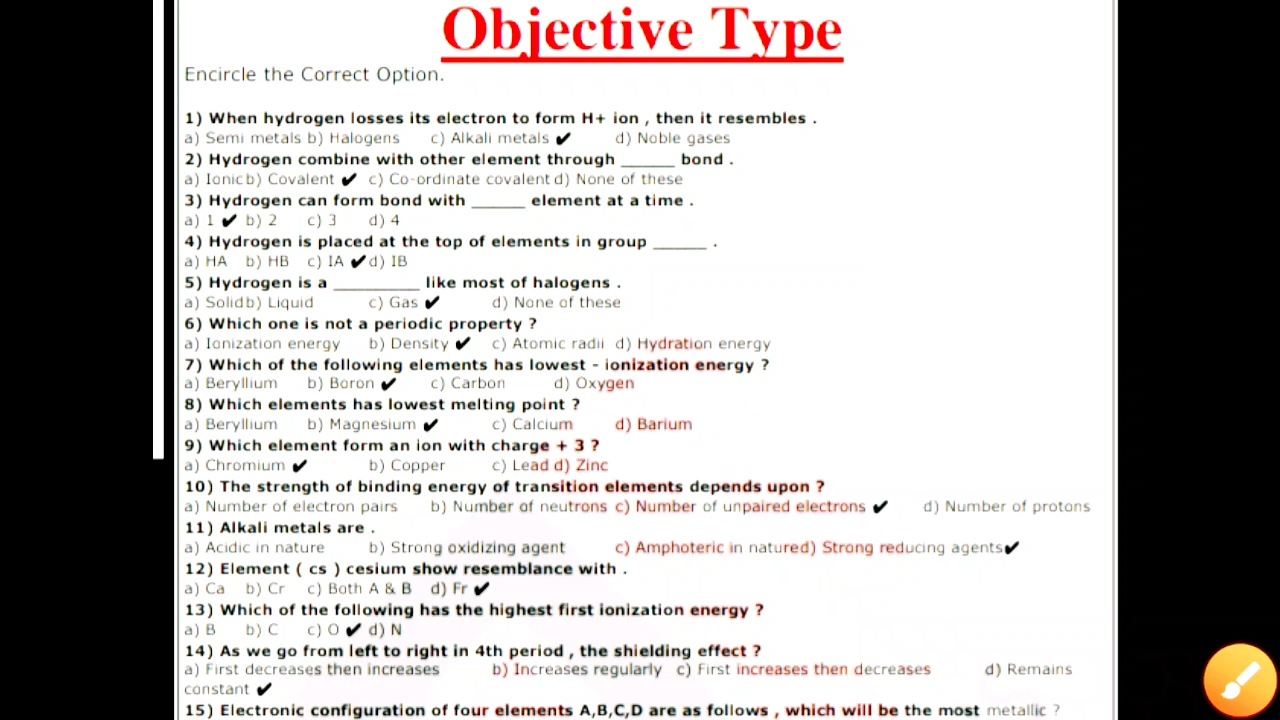 Objective Type
Encircle the Correct Option.
1) When hydrogen losses its electron to form H+ ion , then it resembles .
a) Semi metals b) Halogens c) Alkali metals ✔ d) Noble gases
2) Hydrogen combine with other element through ______ bond .
a) Ionicb) Covalent ✔ c) Co-ordinate covalent d) None of these
3) Hydrogen can form bond with ______ element at a time .
a) 1 ✔ b) 2 c) 3 d) 4
4) Hydrogen is placed at the top of elements in group ______ .
a) HA b) HB c) IA ✔ d) IB
5) Hydrogen is a __________ like most of halogens .
a) Solidb) Liquid c) Gas ✔ d) None of these
6) Which one is not a periodic property ?
a) Ionization energy b) Density ✔ c) Atomic radii d) Hydration energy
7) Which of the following elements has lowest - ionization energy ?
a) Beryllium b) Boron ✔ c) Carbon d) Oxygen
8) Which elements has lowest melting point ?
a) Beryllium b) Magnesium ✔ c) Calcium d) Barium
9) Which element form an ion with charge + 3 ?
a) Chromium ✔ b) Copper c) Lead d) Zinc
10) The strength of binding energy of transition elements depends upon ?
a) Number of electron pairs b) Number of neutrons c) Number of unpaired electrons ✔ d) Number of protons
11) Alkali metals are .
a) Acidic in nature b) Strong oxidizing agent c) Amphoteric in natured) Strong reducing agents✔
12) Element ( cs ) cesium show resemblance with .
a) Ca b) Cr c) Both A & B d) Fr ✔
13) Which of the following has the highest first ionization energy ?
a) B b) C c) O ✔ d) N
14) As we go from left to right in 4th period , the shielding effect ?
a) First decreases then increases b) Increases regularly c) First increases then decreases d) Remains
constant ✔
15) Electronic configuration of four elements A,B,C,D are as follows , which will be the most metallic ?